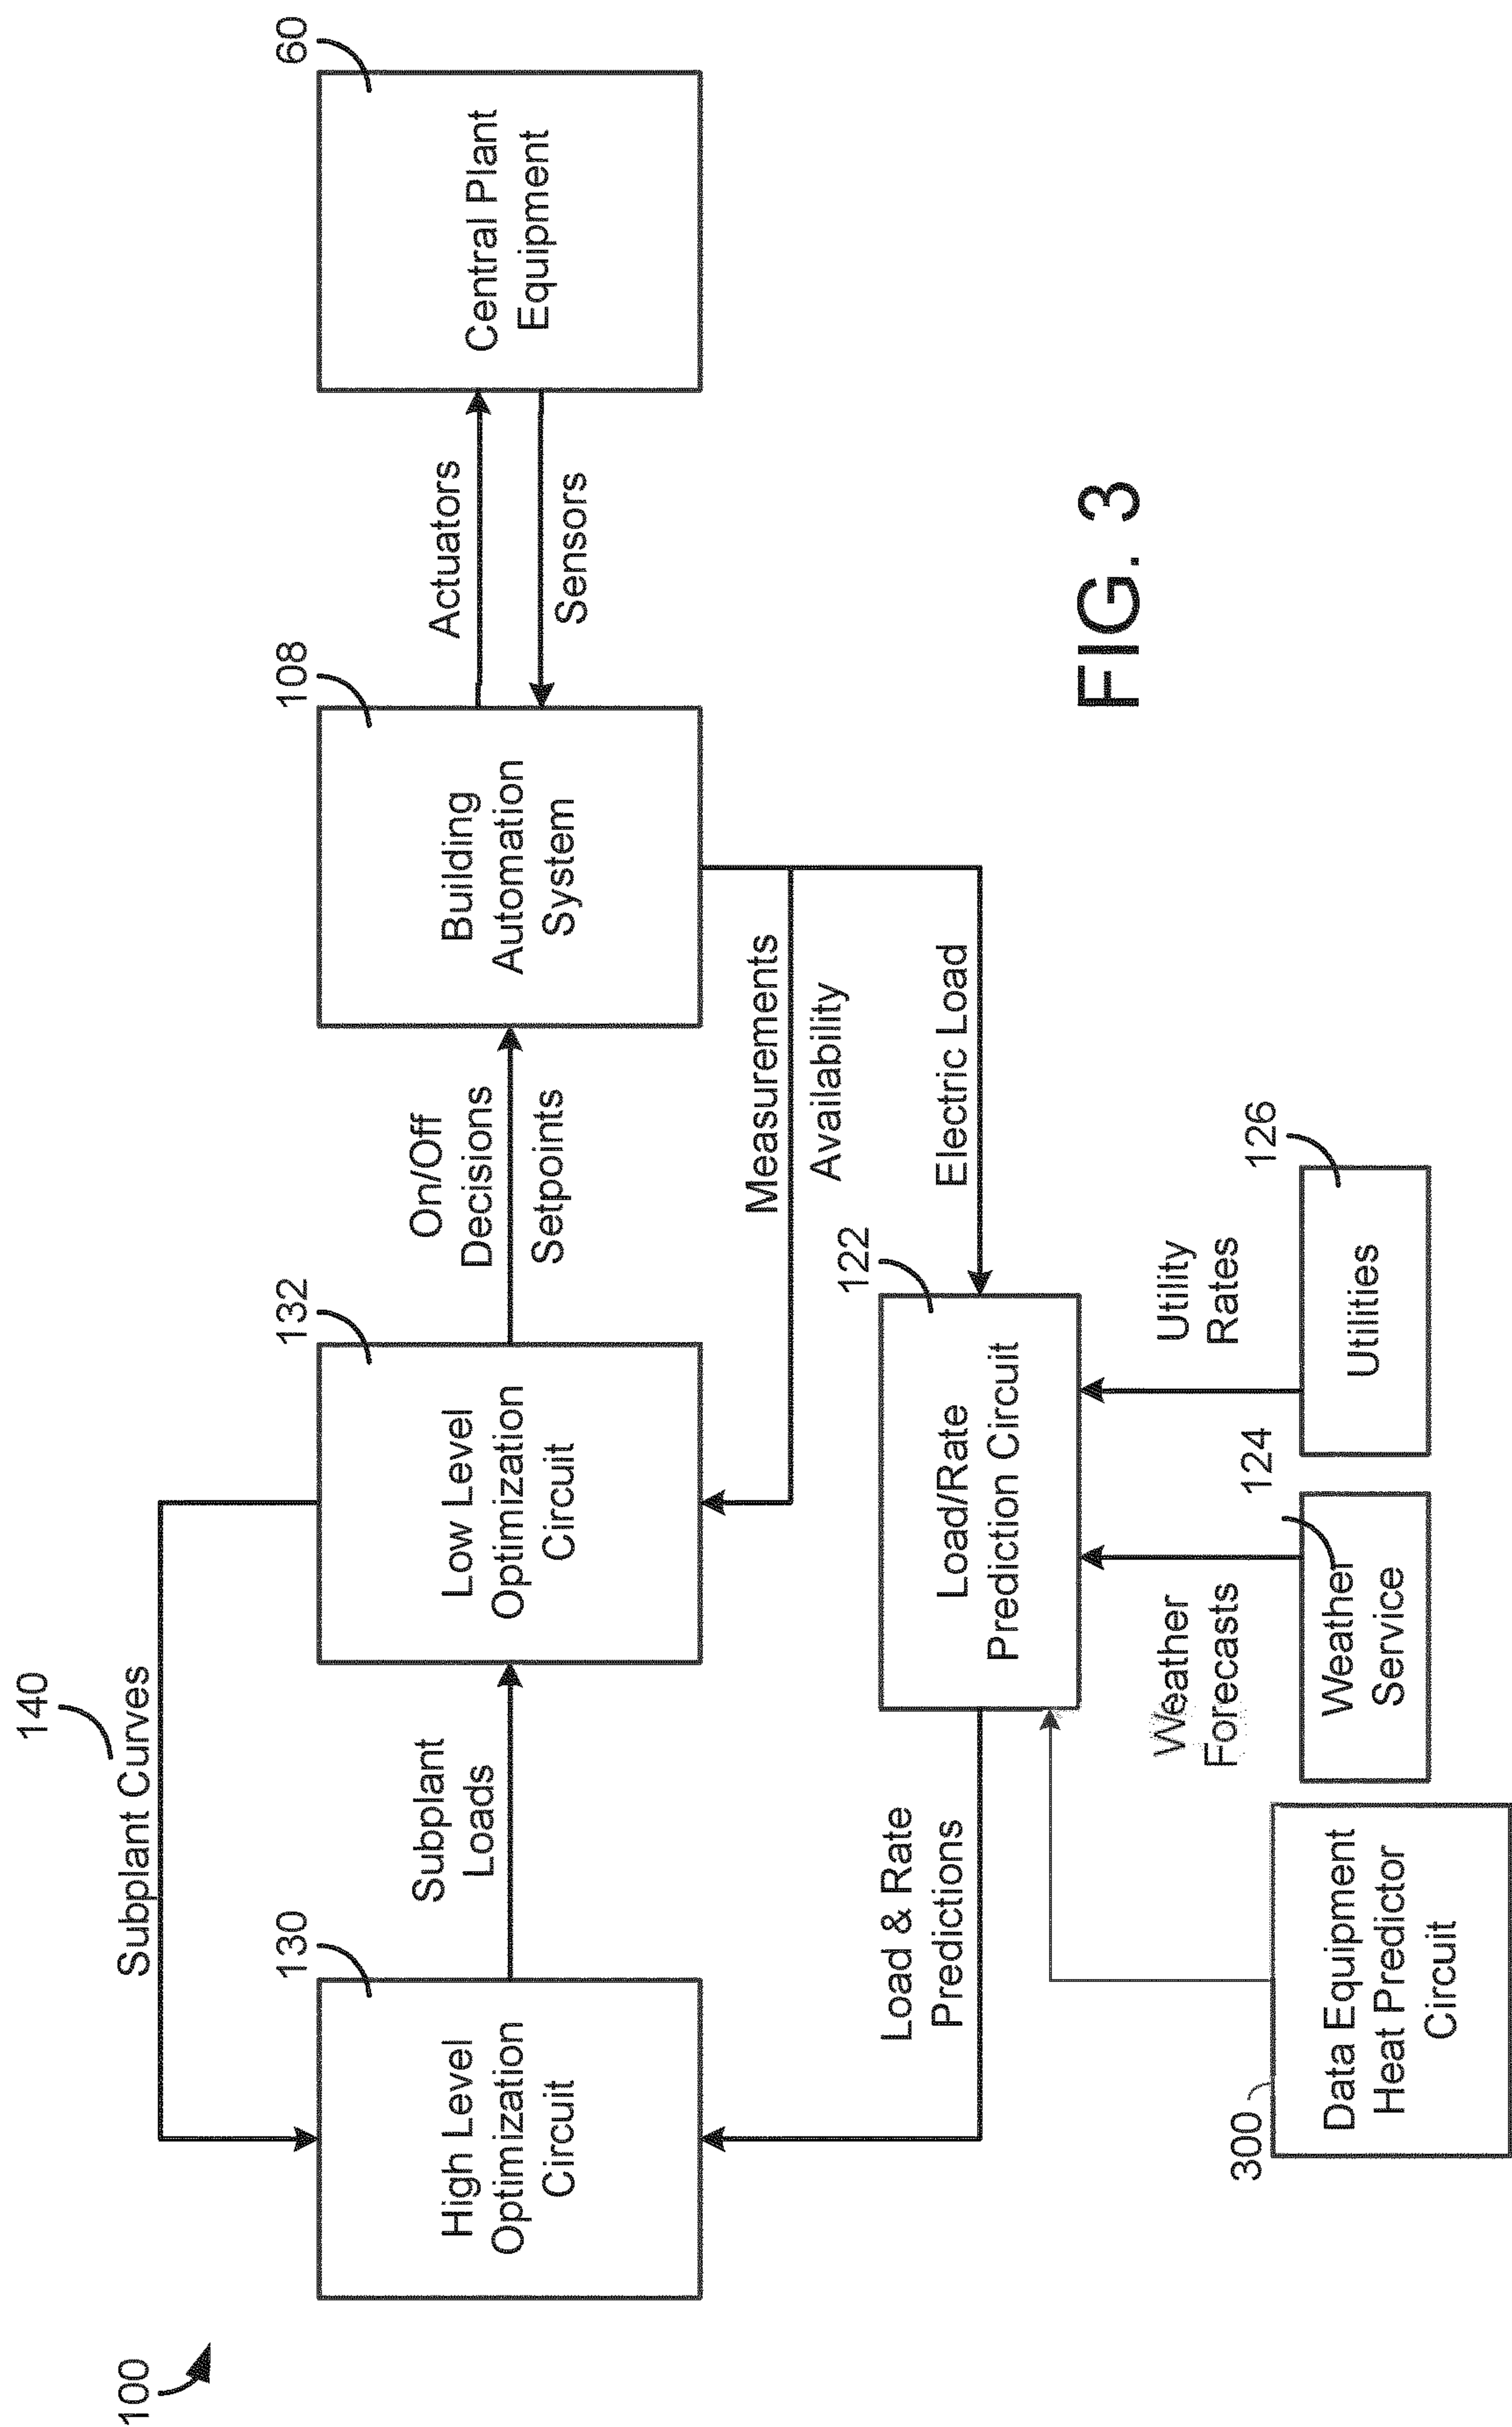 100
140
Subplant Curves
130
High Level
Optimization
Circuit
Subplant
Loads
132
Low Level
Optimization
Circuit
On/Off
Decisions
Setpoints
108
Building
Automation
System
Actuators
Sensors
60
Central Plant
Equipment
Measurements
Availability
Electric Load
Load & Rate
Predictions
122
Load/Rate
Prediction Circuit
Weather
Forecasts
Utility
Rates
300
Data Equipment
Heat Predictor
Circuit
124
Weather
Service
126
Utilities
FIG. 3